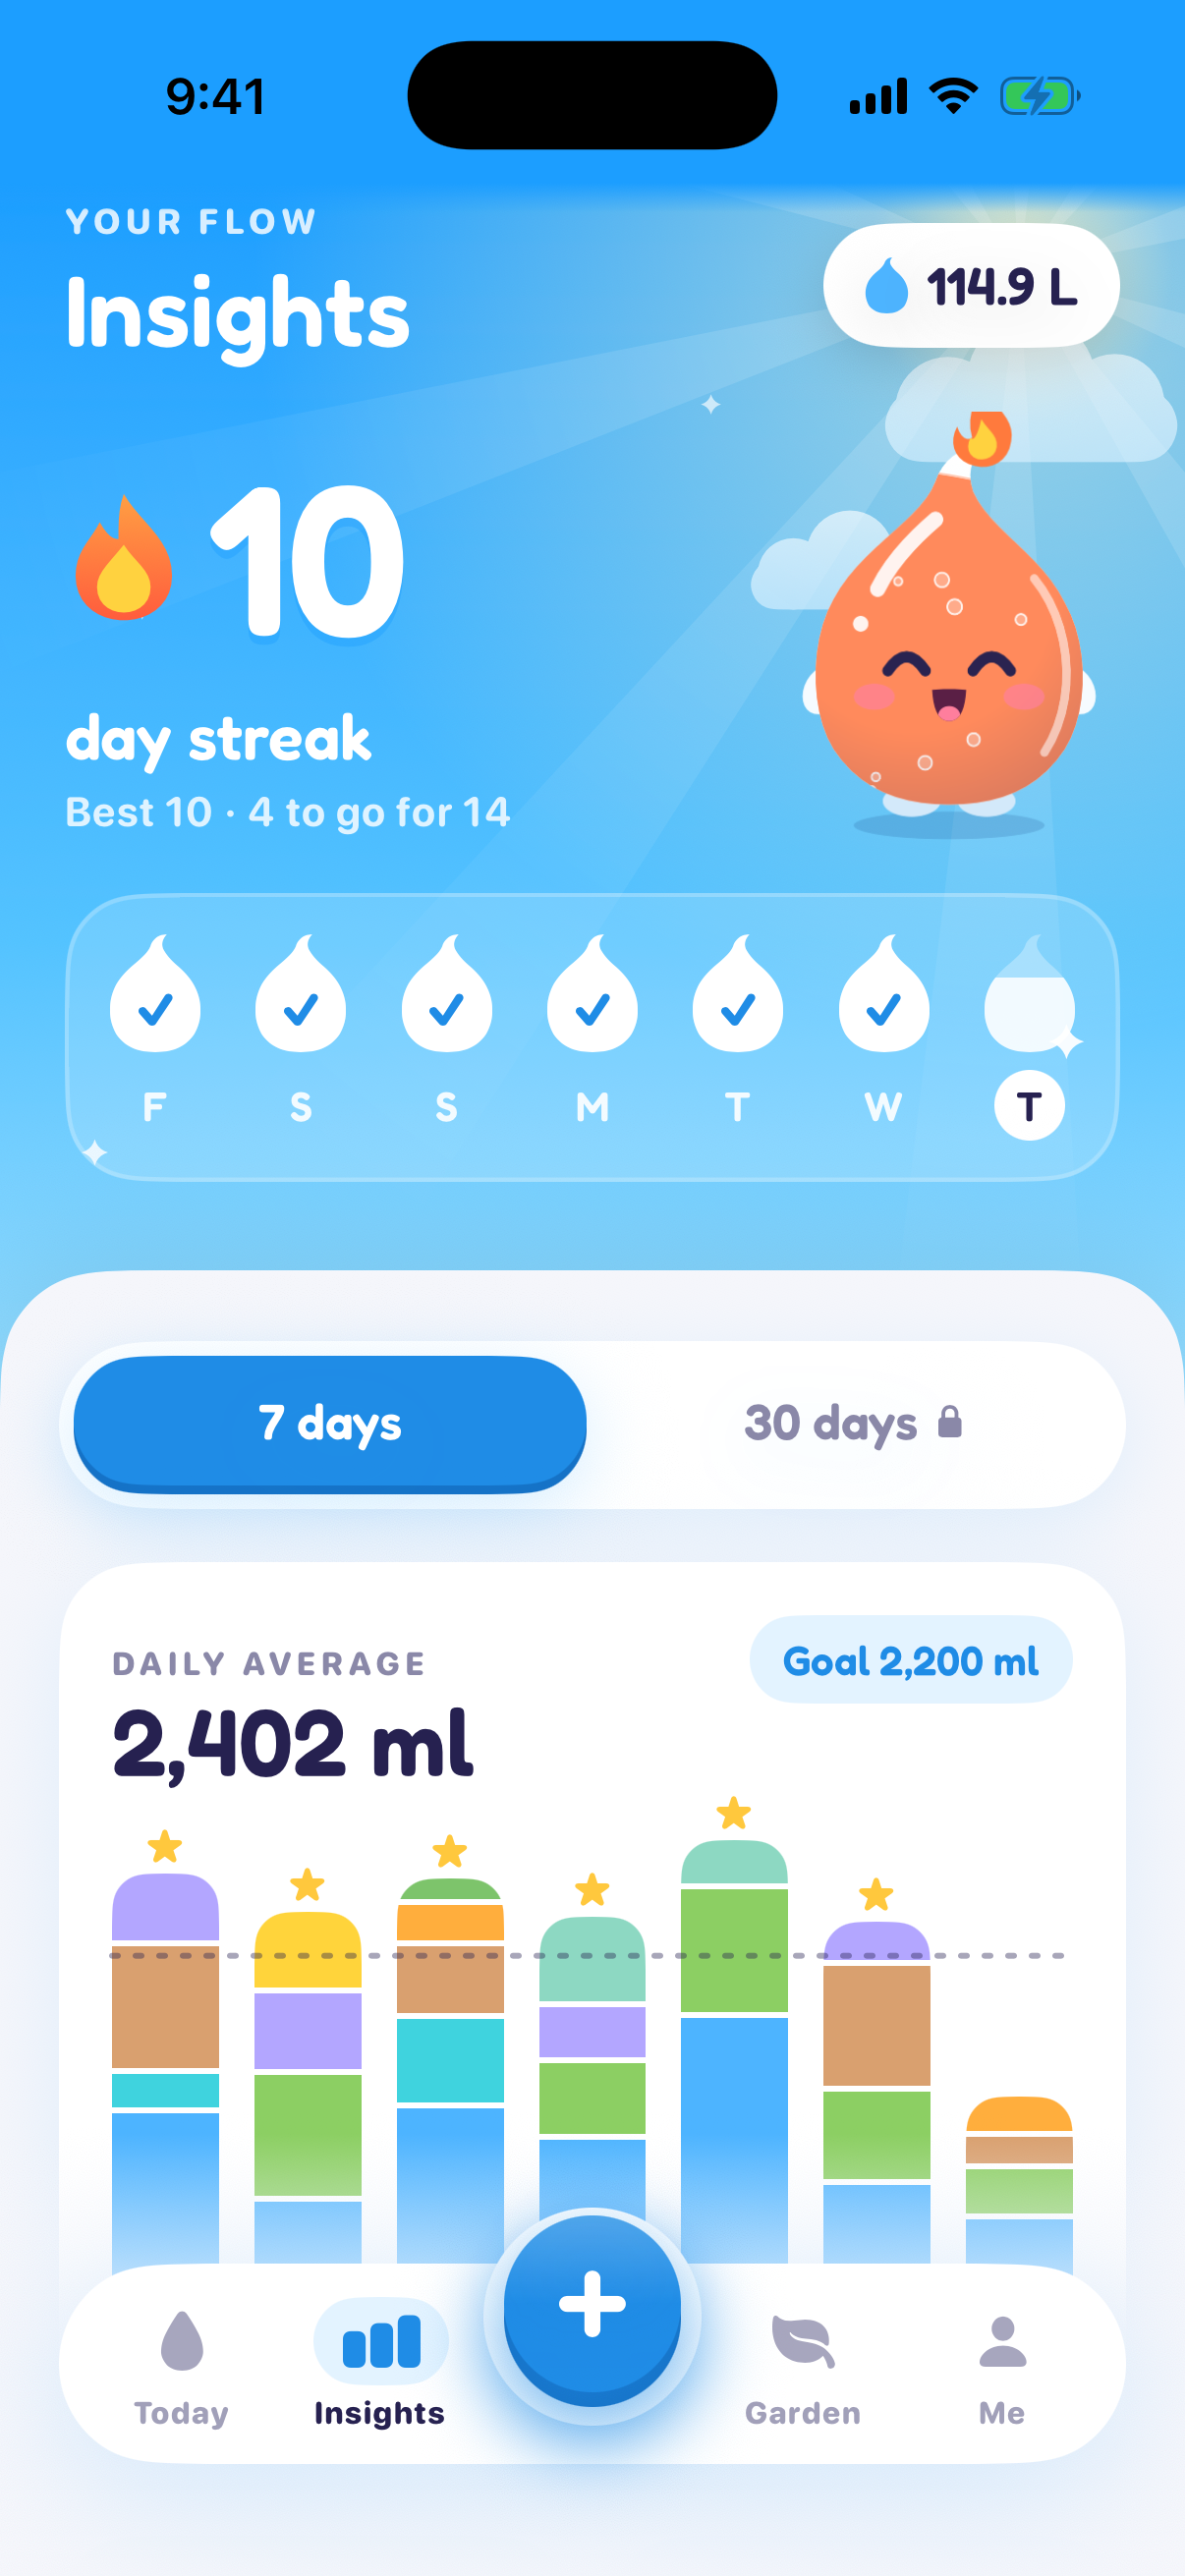 9:41
YOUR FLOW
Insights
114.9 L
10
day streak
Best 10 · 4 to go for 14
F S S M T W T
7 days
30 days
DAILY AVERAGE
Goal 2,200 ml
2,402 ml
Today
Insights
Garden
Me